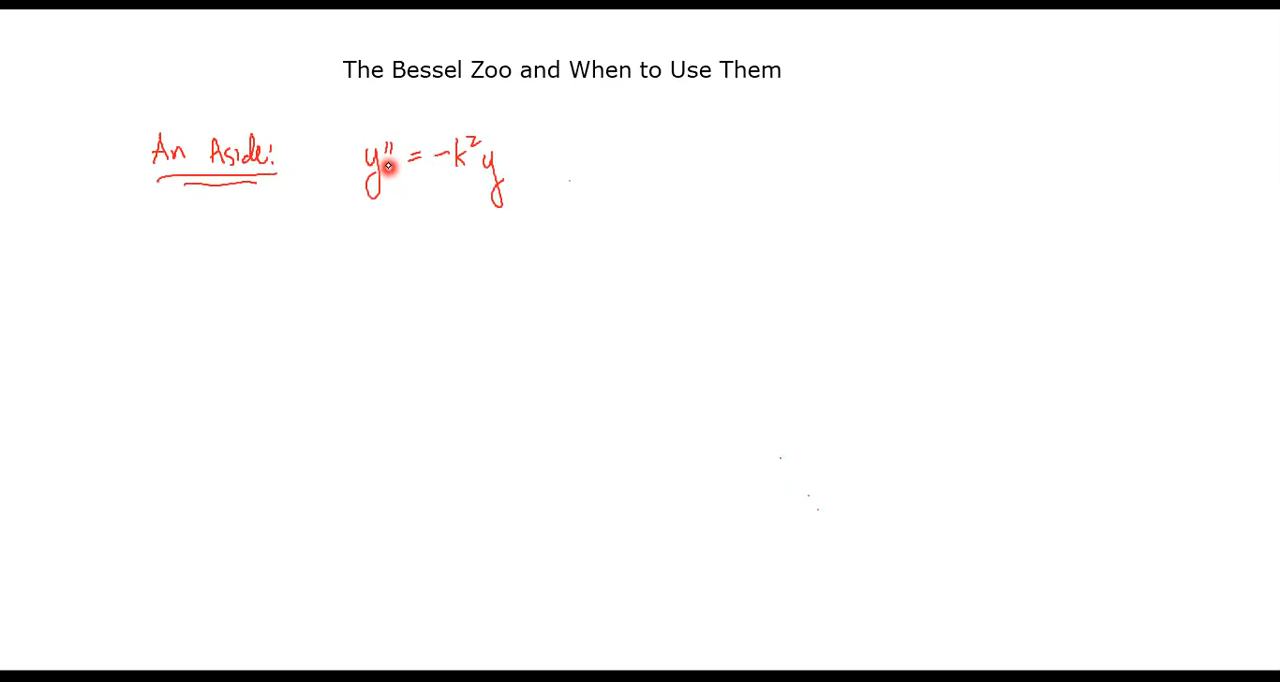 The Bessel Zoo and When to Use Them
An Aside: y'' = -k²y